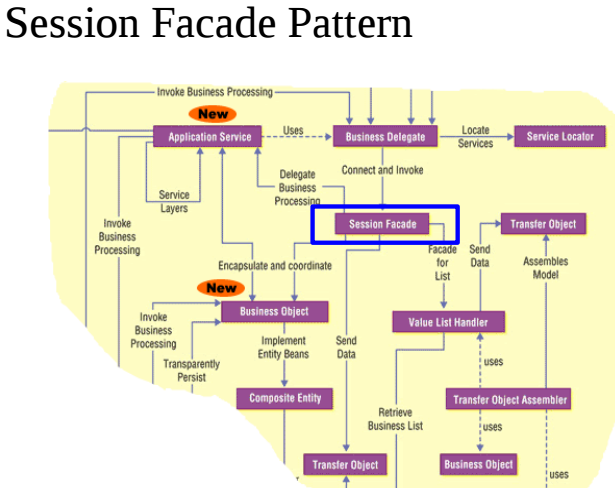 Session Facade Pattern
Invoke Business Processing
New
Application Service
Uses
Business Delegate
Locate
Services
Service Locator
Connect and Invoke
Delegate
Business
Processing
Service
Layers
Session Facade
Transfer Object
Invoke
Business
Processing
Facade
for
List
Send
Data
Assembles
Model
Encapsulate and coordinate
New
Business Object
Invoke
Business
Processing
Value List Handler
Implement
Entity Beans
Send
Data
Transparently
Persist
uses
Composite Entity
Transfer Object Assembler
Retrieve
Business List
uses
Transfer Object
Business Object
uses